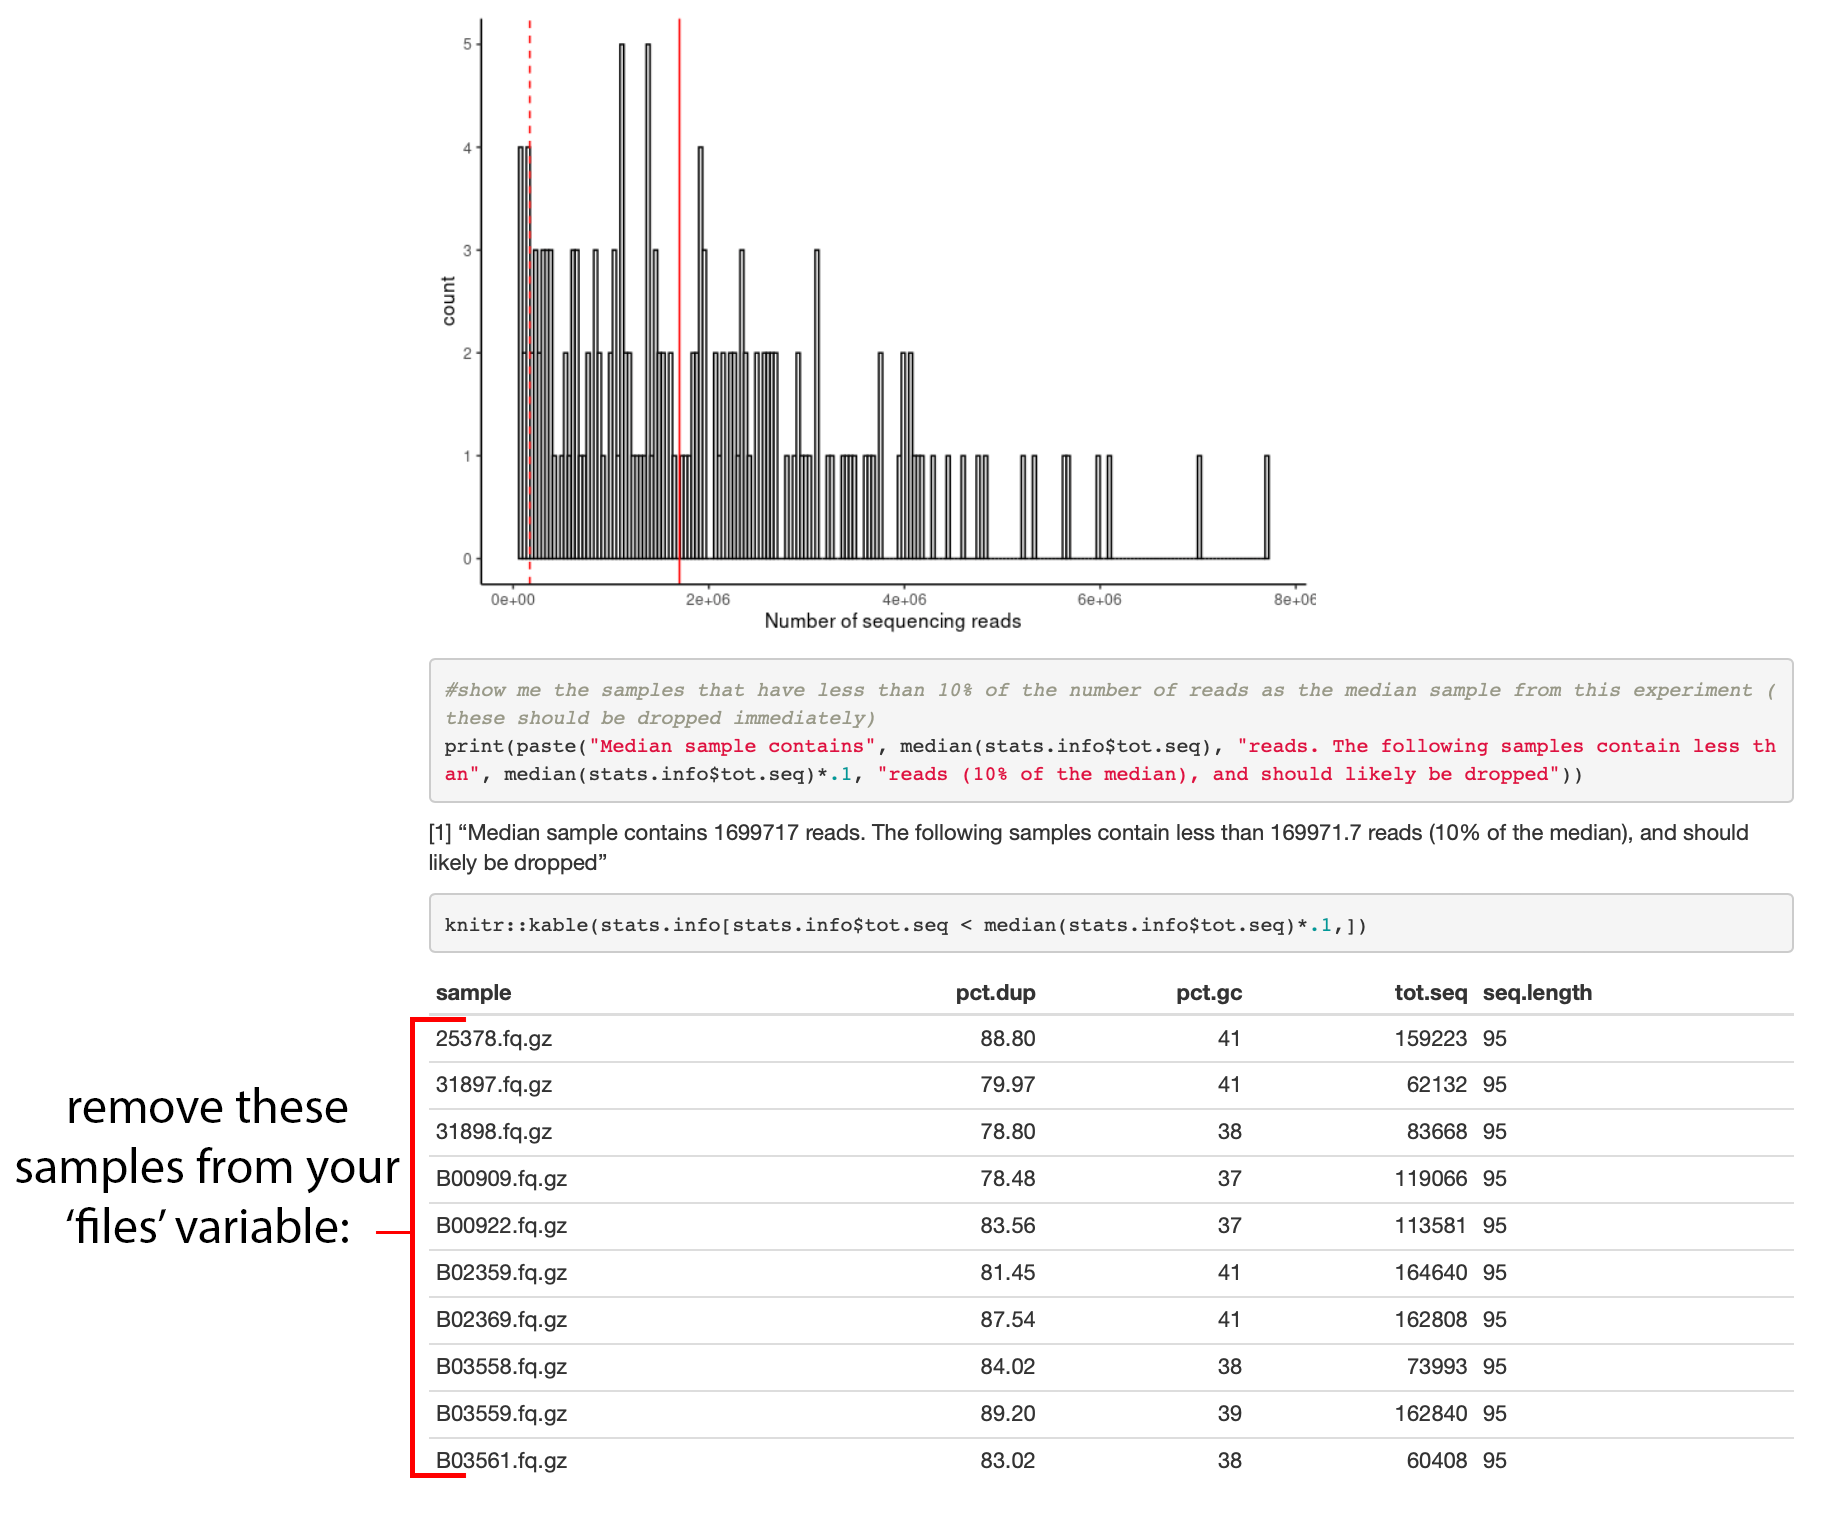 5
4
3
2
1
0
count
0e+00 2e+06 4e+06 6e+06 8e+06
Number of sequencing reads
#show me the samples that have less than 10% of the number of reads as the median sample from this experiment (
these should be dropped immediately)
print(paste("Median sample contains", median(stats.info$tot.seq), "reads. The following samples contain less th
an", median(stats.info$tot.seq)*.1, "reads (10% of the median), and should likely be dropped"))
[1] “Median sample contains 1699717 reads. The following samples contain less than 169971.7 reads (10% of the median), and should
likely be dropped”
knitr::kable(stats.info[stats.info$tot.seq < median(stats.info$tot.seq)*.1,])
sample pct.dup pct.gc tot.seq seq.length
25378.fq.gz 88.80 41 159223 95
31897.fq.gz 79.97 41 62132 95
31898.fq.gz 78.80 38 83668 95
B00909.fq.gz 78.48 37 119066 95
B00922.fq.gz 83.56 37 113581 95
B02359.fq.gz 81.45 41 164640 95
B02369.fq.gz 87.54 41 162808 95
B03558.fq.gz 84.02 38 73993 95
B03559.fq.gz 89.20 39 162840 95
B03561.fq.gz 83.02 38 60408 95
remove these
samples from your
‘files’ variable: